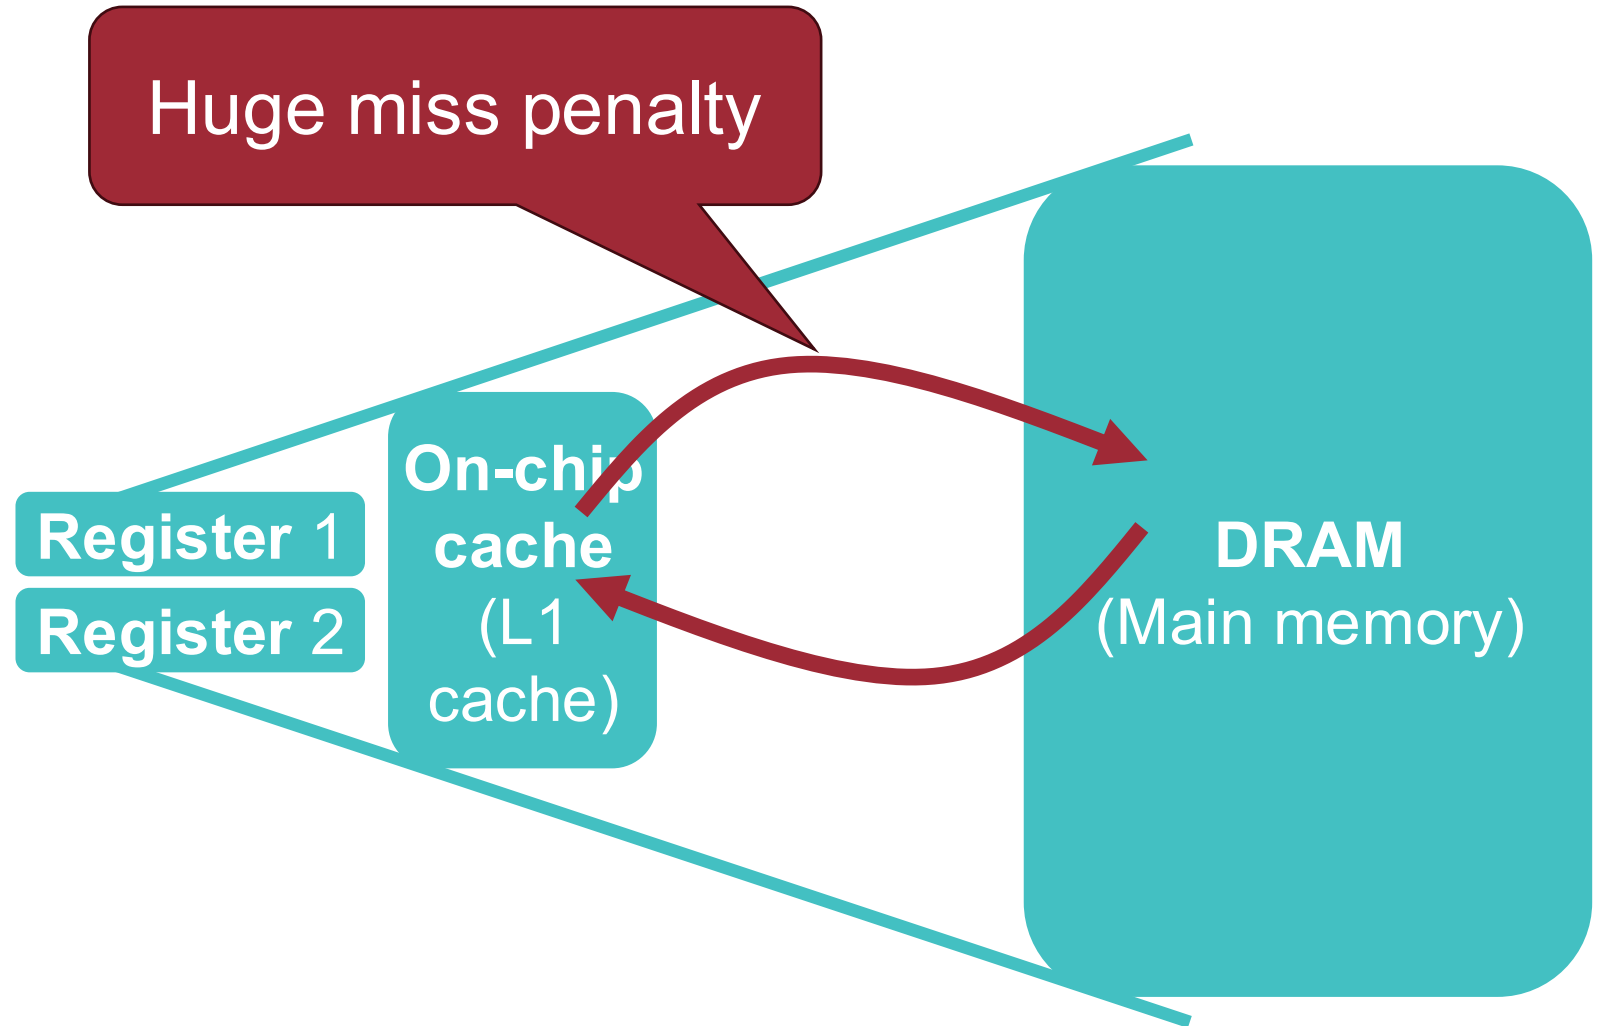 Huge miss penalty
Register 1
Register 2
On-chip
cache
(L1
cache)
DRAM
(Main memory)